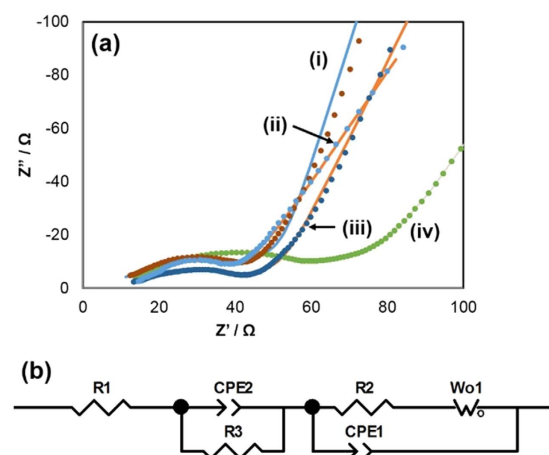 (a)
-100
-80
-60
-40
-20
0
Z" / Ω
(i)
(ii)
(iii)
(iv)
0 20 40 60 80 100
Z' / Ω
(b)
R1
CPE2
R3
R2
Wo1
CPE1